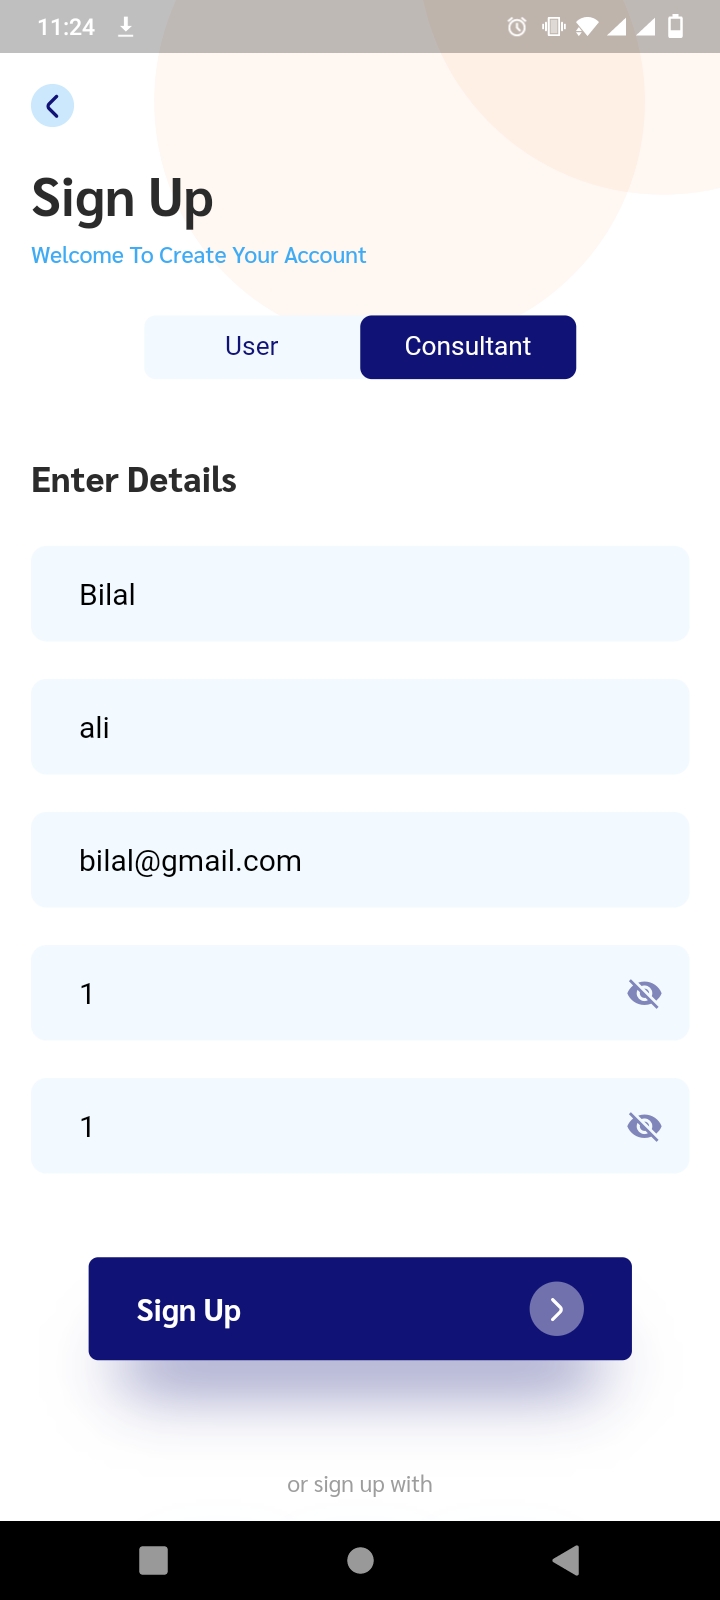 11:24
Sign Up
Welcome To Create Your Account
User
Consultant
Enter Details
Bilal
ali
bilal@gmail.com
1
1
Sign Up
or sign up with